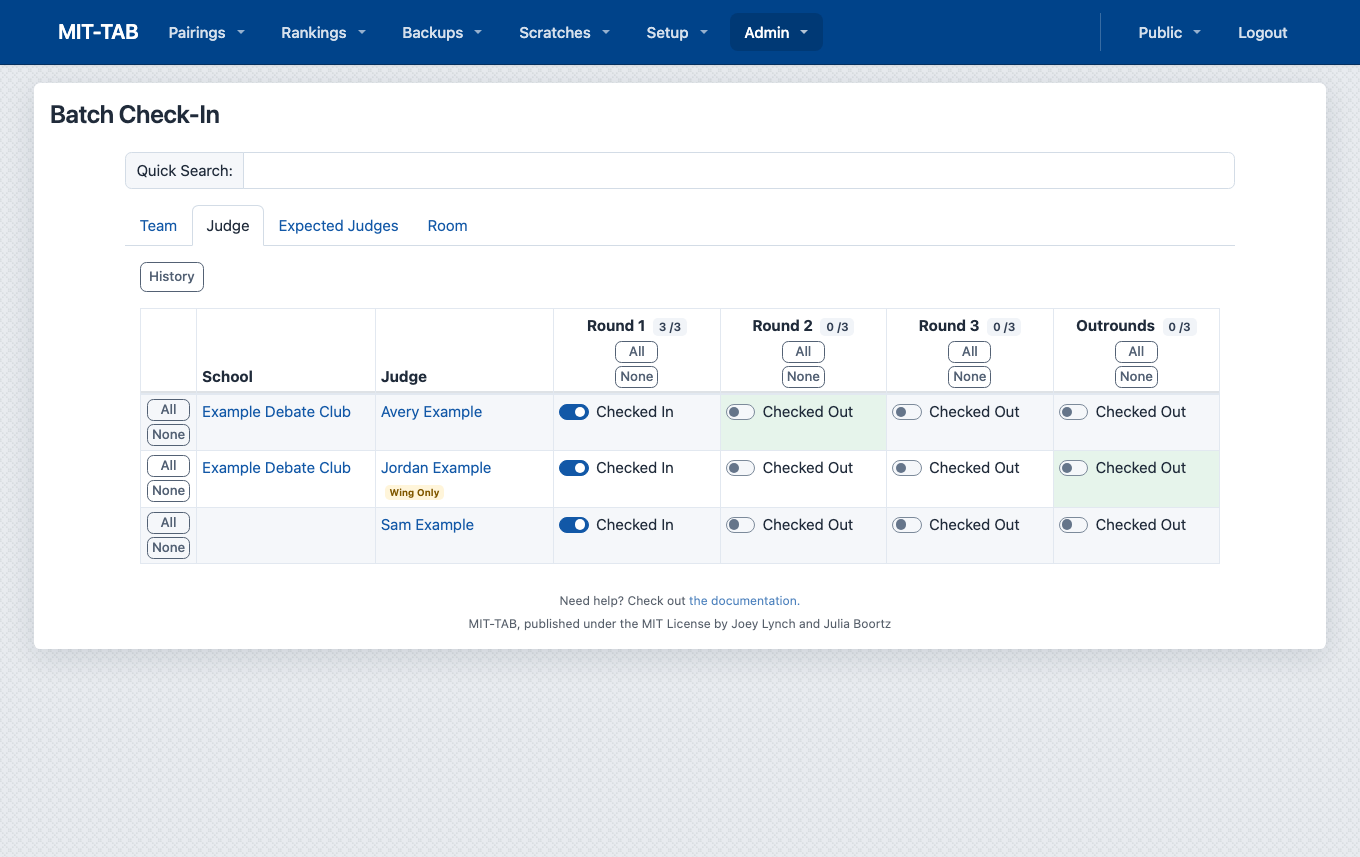 MIT-TAB Pairings Rankings Backups Scratches Setup Admin Public Logout
Batch Check-In
Quick Search:
Team Judge Expected Judges Room
History
School Judge Round 1 3 /3 Round 2 0 /3 Round 3 0 /3 Outrounds 0 /3
All All All All
None None None None
All Example Debate Club Avery Example Checked In Checked Out Checked Out Checked Out
None
All Example Debate Club Jordan Example Checked In Checked Out Checked Out Checked Out
None Wing Only
All Sam Example Checked In Checked Out Checked Out Checked Out
None
Need help? Check out the documentation.
MIT-TAB, published under the MIT License by Joey Lynch and Julia Boortz